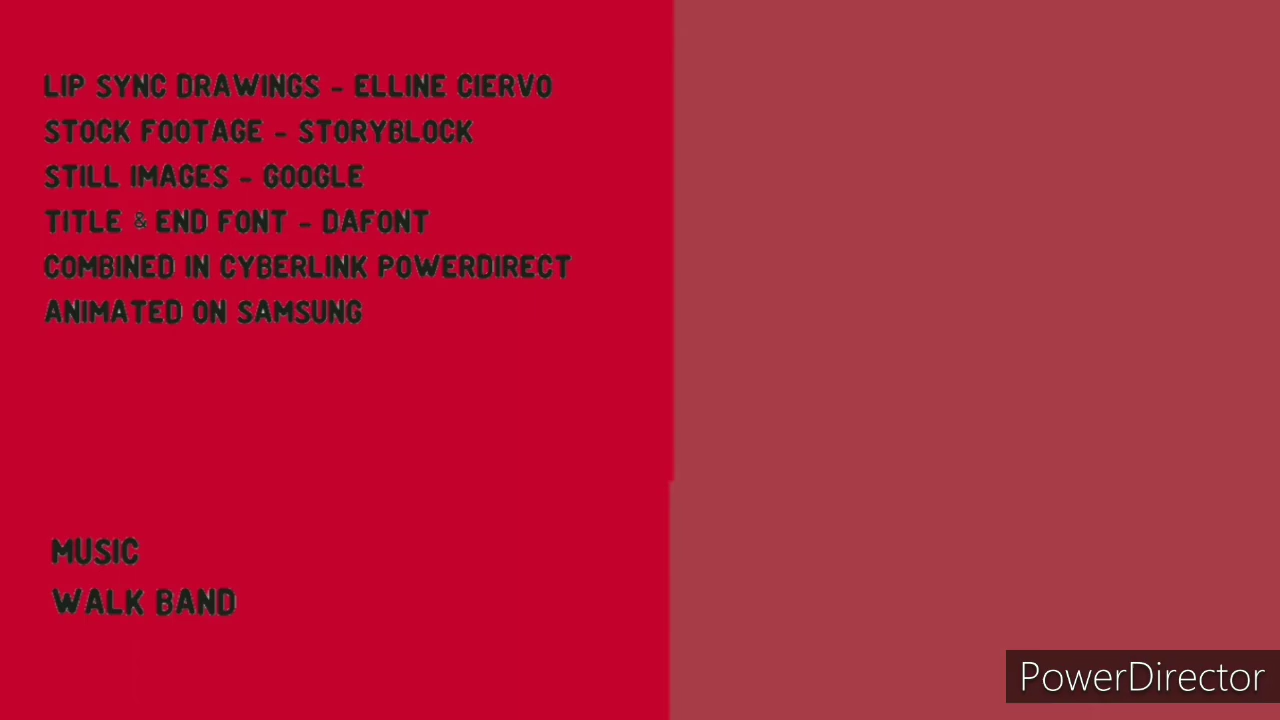 LIP SYNC DRAWINGS - ELLINE CIERVO
STOCK FOOTAGE - STORYBLOCK
STILL IMAGES - GOOGLE
TITLE & END FONT - DAFONT
COMBINED IN CYBERLINK POWERDIRECT
ANIMATED ON SAMSUNG
MUSIC
WALK BAND
PowerDirector